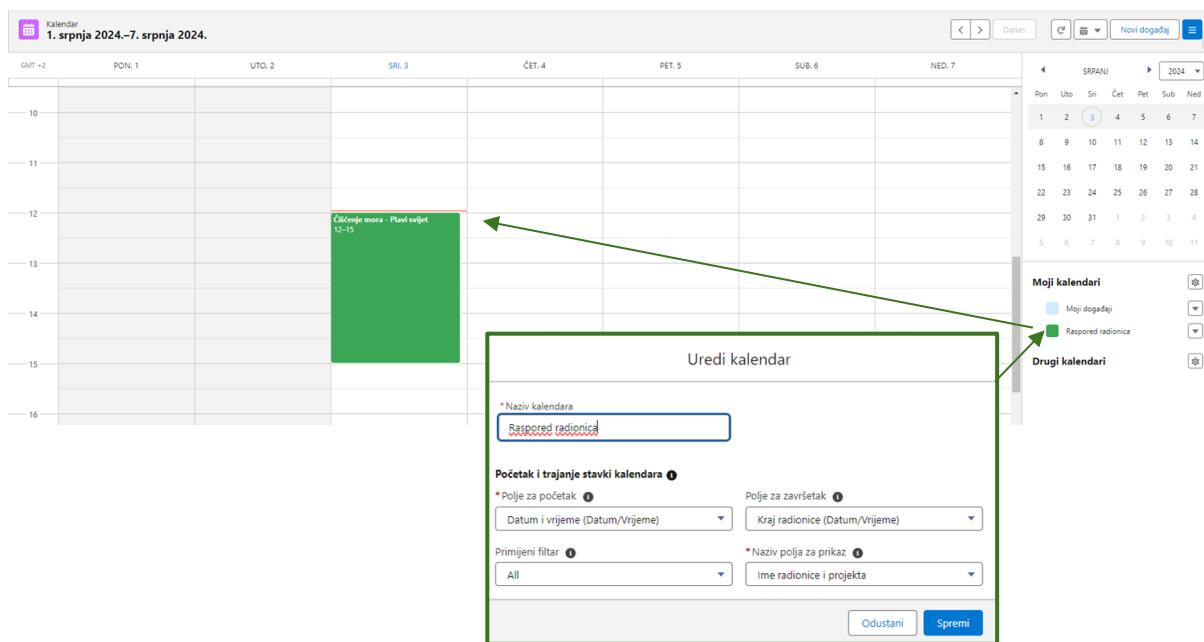 Kalendar
1. srpnja 2024.–7. srpnja 2024.
Danas
Novi događaj
GMT +2 PON. 1 UTO. 2 SRI. 3 ČET. 4 PET. 5 SUB. 6 NED. 7
10
11
12
13
14
15
16
Čišćenje mora - Plavi svijet
12–15
SRPANJ 2024
Pon Uto Sri Čet Pet Sub Ned
1 2 3 4 5 6 7
8 9 10 11 12 13 14
15 16 17 18 19 20 21
22 23 24 25 26 27 28
29 30 31 1 2 3 4
5 6 7 8 9 10 11
Moji kalendari
Moji događaji
Raspored radionica
Drugi kalendari
Uredi kalendar
* Naziv kalendara
Raspored radionica
Početak i trajanje stavki kalendara
* Polje za početak Polje za završetak
Datum i vrijeme (Datum/Vrijeme) Kraj radionice (Datum/Vrijeme)
Primijeni filtar * Naziv polja za prikaz
All Ime radionice i projekta
Odustani Spremi